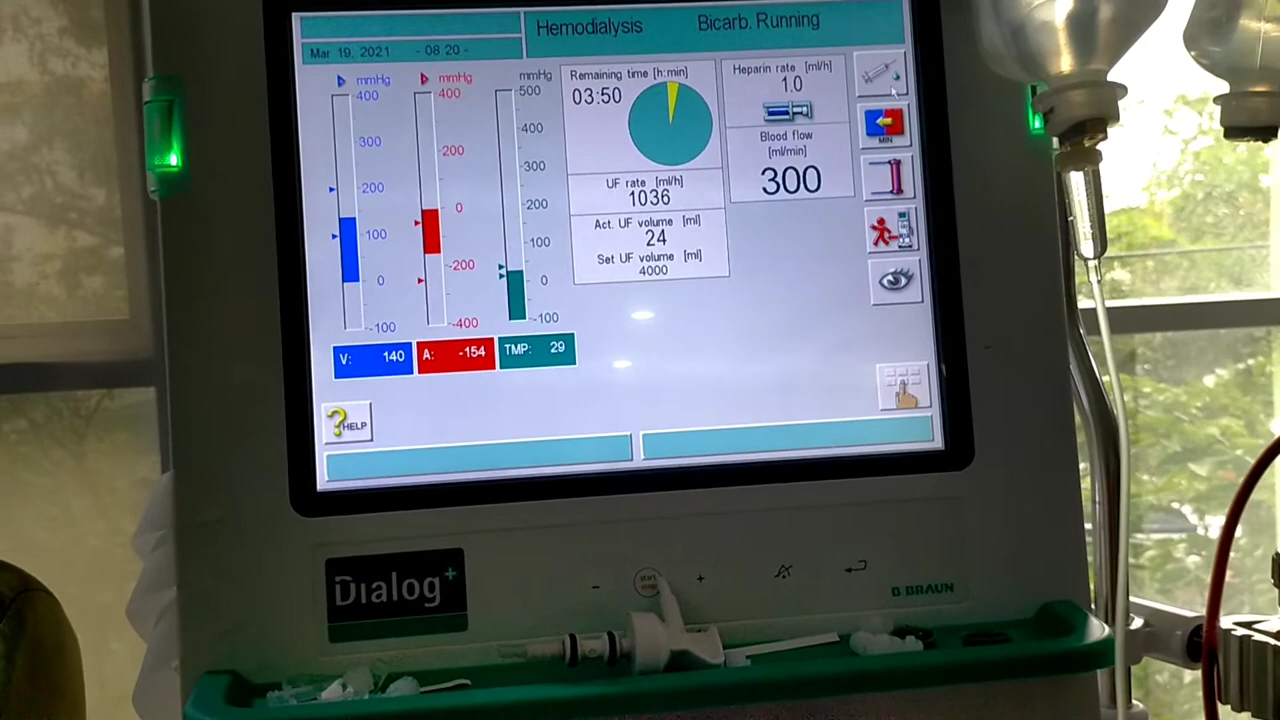 Hemodialysis Bicarb. Running
Mar 19, 2021 - 08 20 -
mmHg
400
300
200
100
0
-100
mmHg
400
200
0
-200
-400
mmHg
500
400
300
200
100
0
-100
V: 140
A: -154
TMP: 29
Remaining time [h:min]
03:50
UF rate [ml/h]
1036
Act. UF volume [ml]
24
Set UF volume [ml]
4000
Heparin rate [ml/h]
1.0
Blood flow
[ml/min]
300
MIN
? HELP
Dialog+
- start +
B BRAUN